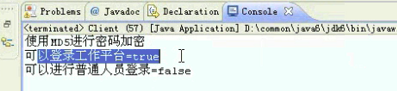 Problems @ Javadoc Declaration Console
<terminated> Client (57) [Java Application] D:\common\java6\jdk6\bin\javaw
使用MD5进行密码加密
可以登录工作平台=true
可以进行普通人员登录=false